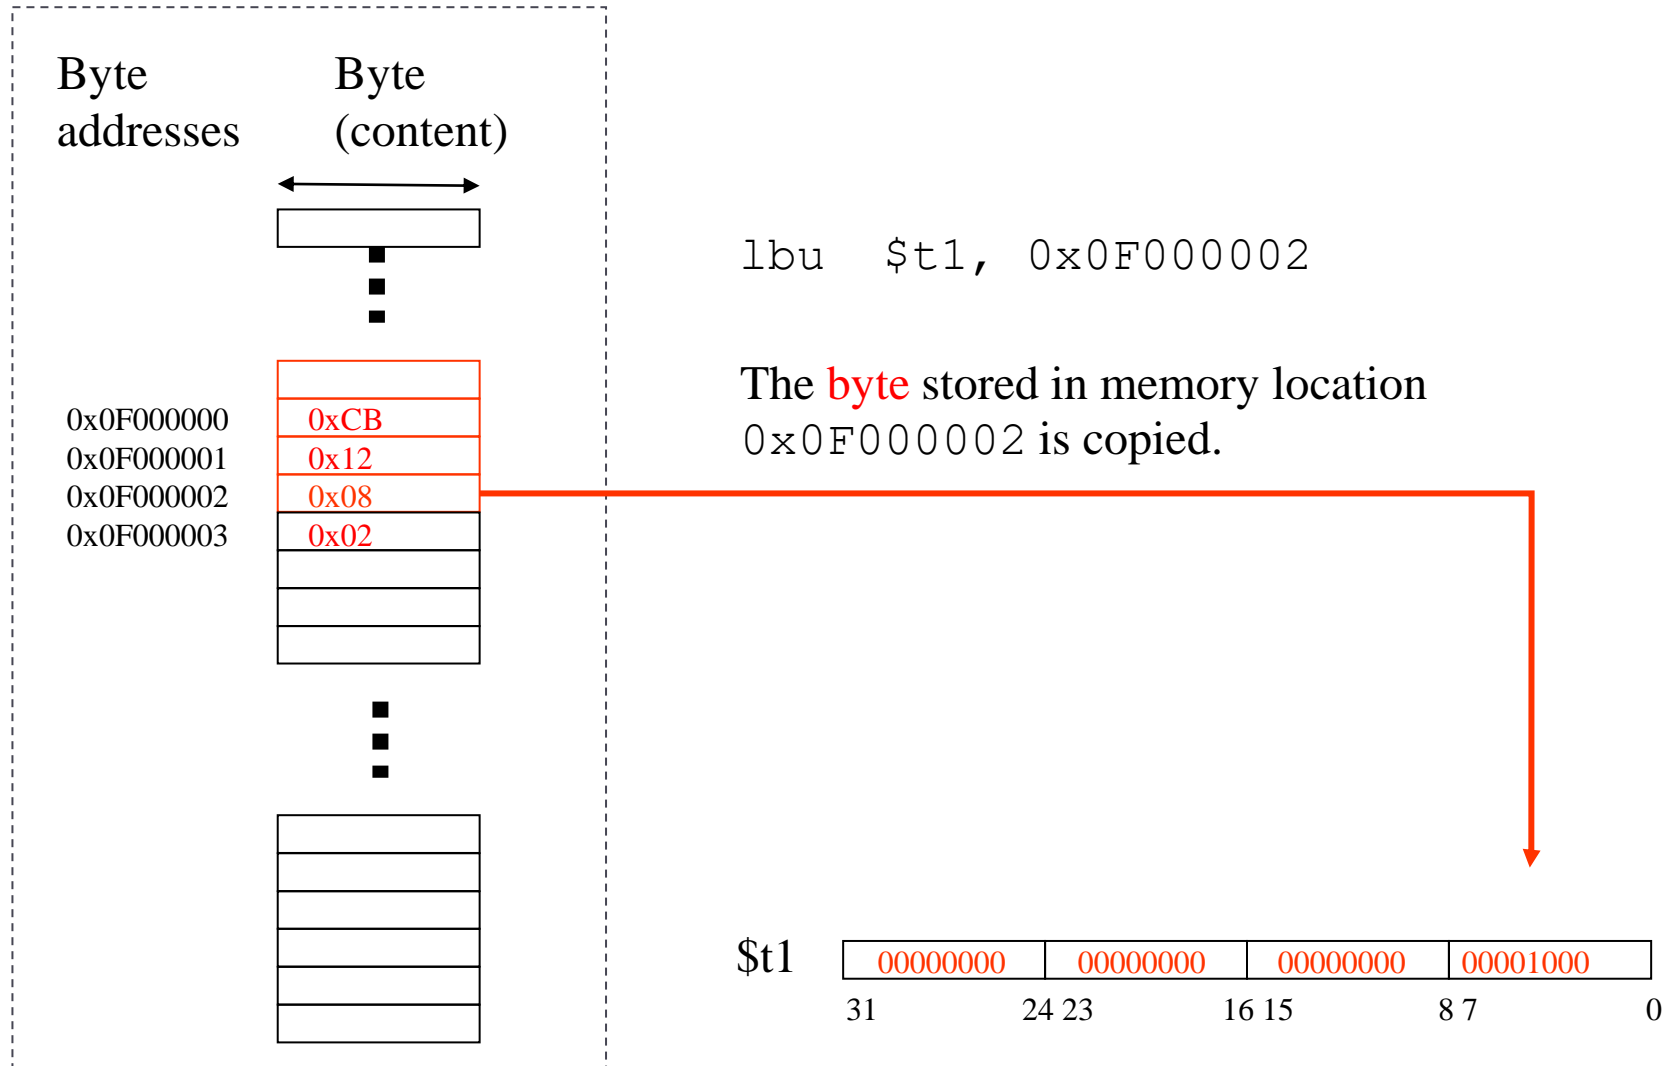 Byte addresses
Byte (content)
lbu $t1, 0x0F000002
The byte stored in memory location
0x0F000002 is copied.
0x0F000000 0xCB
0x0F000001 0x12
0x0F000002 0x08
0x0F000003 0x02
$t1 00000000 00000000 00000000 00001000
31 24 23 16 15 8 7 0